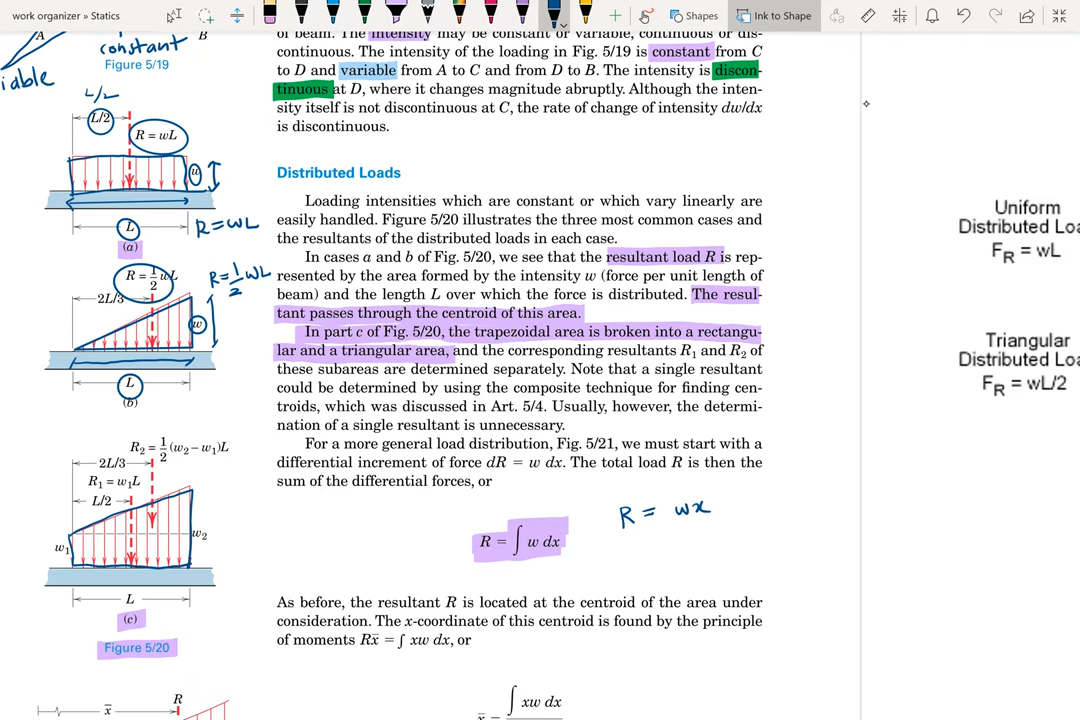 work organizer » Statics
Shapes
Ink to Shape
A
B
constant
iable
Figure 5/19
of beam. The intensity may be constant or variable, continuous or dis-
continuous. The intensity of the loading in Fig. 5/19 is constant from C
to D and variable from A to C and from D to B. The intensity is discon-
tinuous at D, where it changes magnitude abruptly. Although the inten-
sity itself is not discontinuous at C, the rate of change of intensity dw/dx
is discontinuous.
L/2
L/2
R = wL
w
L
R = wL
(a)
R = 1/2 wL
R = 1/2 wL
2L/3
w
L
(b)
R₂ = 1/2 (w₂ – w₁)L
2L/3
R₁ = w₁L
L/2
w₁
w₂
L
(c)
Figure 5/20
x̄
R
Distributed Loads
Loading intensities which are constant or which vary linearly are
easily handled. Figure 5/20 illustrates the three most common cases and
the resultants of the distributed loads in each case.
In cases a and b of Fig. 5/20, we see that the resultant load R is rep-
resented by the area formed by the intensity w (force per unit length of
beam) and the length L over which the force is distributed. The resul-
tant passes through the centroid of this area.
In part c of Fig. 5/20, the trapezoidal area is broken into a rectangu-
lar and a triangular area, and the corresponding resultants R₁ and R₂ of
these subareas are determined separately. Note that a single resultant
could be determined by using the composite technique for finding cen-
troids, which was discussed in Art. 5/4. Usually, however, the determi-
nation of a single resultant is unnecessary.
For a more general load distribution, Fig. 5/21, we must start with a
differential increment of force dR = w dx. The total load R is then the
sum of the differential forces, or
R = wx
R = ∫ w dx
As before, the resultant R is located at the centroid of the area under
consideration. The x-coordinate of this centroid is found by the principle
of moments Rx̄ = ∫ xw dx, or
∫ xw dx
x̄ =
Uniform
Distributed Loa
F_R = wL
Triangular
Distributed Loa
F_R = wL/2